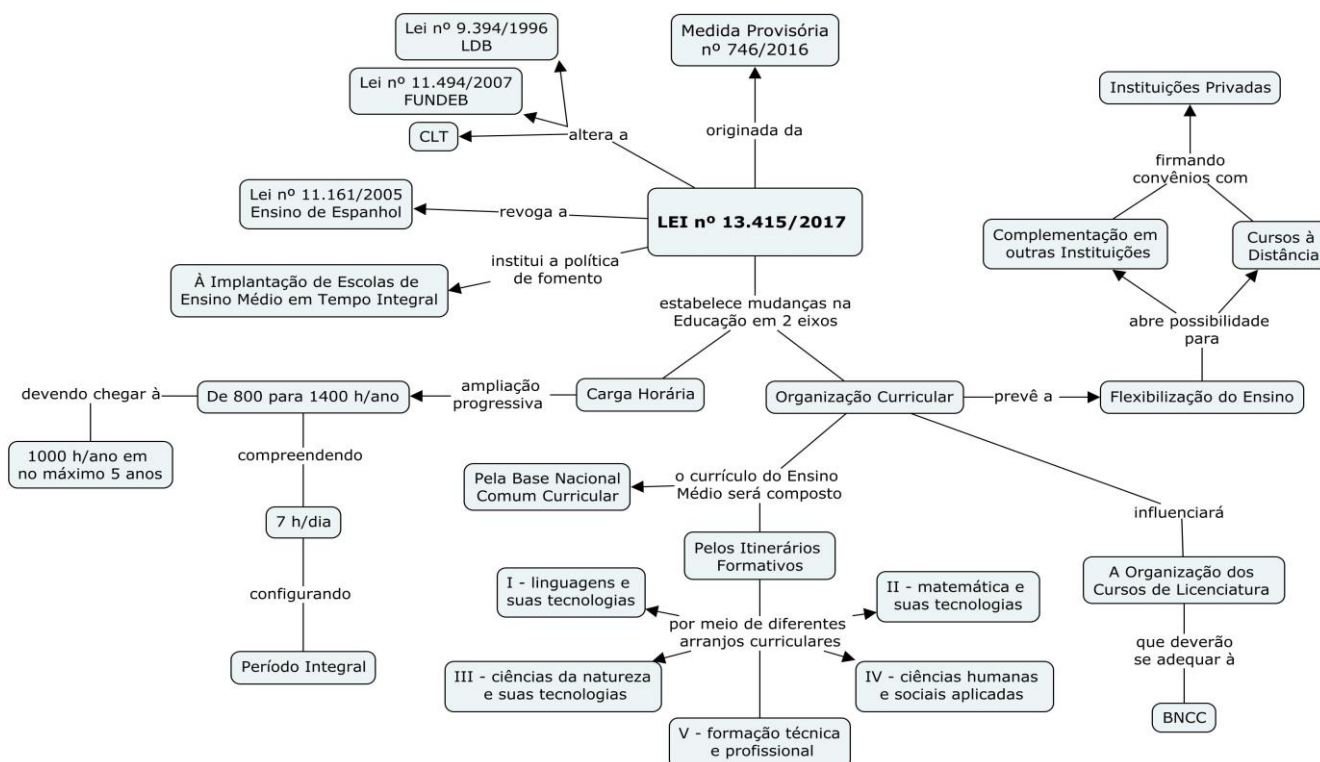 Lei nº 9.394/1996
LDB
Medida Provisória
nº 746/2016
Lei nº 11.494/2007
FUNDEB
Instituições Privadas
CLT
altera a
originada da
firmando
convênios com
Lei nº 11.161/2005
Ensino de Espanhol
revoga a
LEI nº 13.415/2017
Complementação em
outras Instituições
Cursos à
Distância
institui a política
de fomento
À Implantação de Escolas de
Ensino Médio em Tempo Integral
estabelece mudanças na
Educação em 2 eixos
abre possibilidade
para
devendo chegar à
De 800 para 1400 h/ano
ampliação
progressiva
Carga Horária
Organização Curricular
prevê a
Flexibilização do Ensino
1000 h/ano em
no máximo 5 anos
compreendendo
Pela Base Nacional
Comum Curricular
o currículo do Ensino
Médio será composto
7 h/dia
influenciará
Pelos Itinerários
Formativos
configurando
I - linguagens e
suas tecnologias
II - matemática e
suas tecnologias
A Organização dos
Cursos de Licenciatura
por meio de diferentes
arranjos curriculares
que deverão
se adequar à
Período Integral
III - ciências da natureza
e suas tecnologias
IV - ciências humanas
e sociais aplicadas
BNCC
V - formação técnica
e profissional